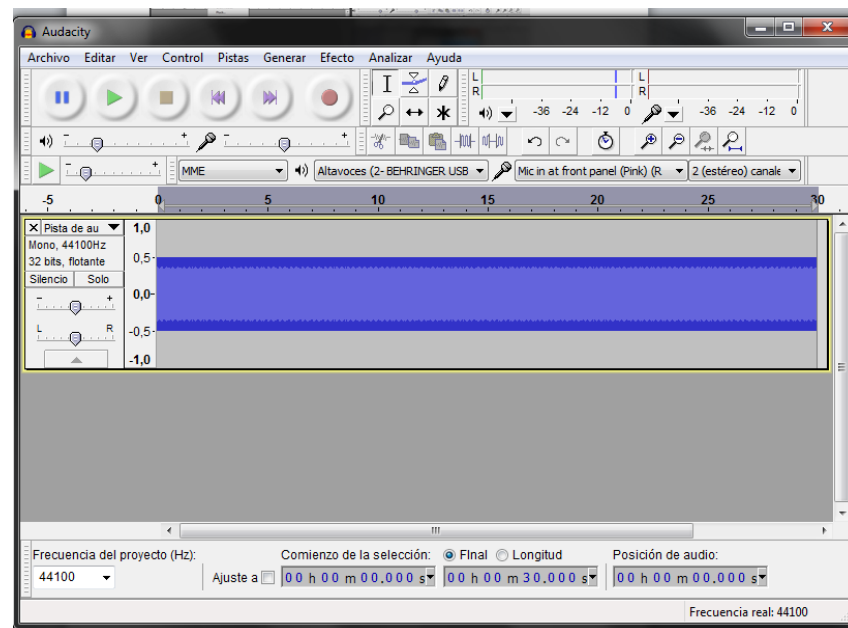 Audacity
Archivo Editar Ver Control Pistas Generar Efecto Analizar Ayuda
L
R
-36 -24 -12 0
L
R
-36 -24 -12 0
- +
- +
- +
MME
Altavoces (2- BEHRINGER USB
Mic in at front panel (Pink) (R
2 (estéreo) canale
-5 0 5 10 15 20 25 30
X Pista de au
Mono, 44100Hz
32 bits, flotante
Silencio Solo
- +
L R
1,0
0,5
0,0
-0,5
-1,0
Frecuencia del proyecto (Hz):
44100
Ajuste a
Comienzo de la selección:
Final
Longitud
00 h 00 m 00.000 s
00 h 00 m 30.000 s
Posición de audio:
00 h 00 m 00.000 s
Frecuencia real: 44100